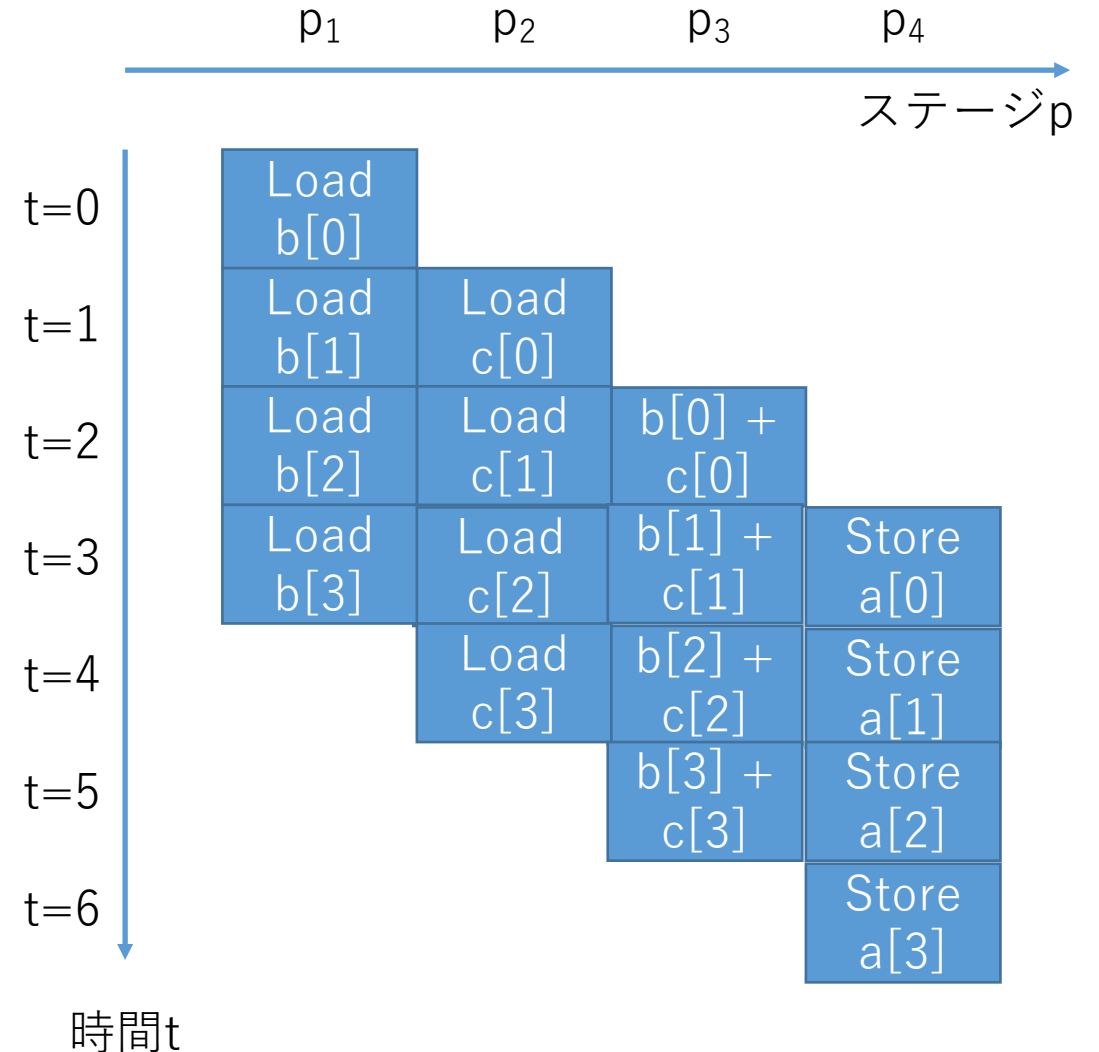 p₁ p₂ p₃ p₄
ステージp
t=0
Load
b[0]
t=1
Load
b[1]
Load
c[0]
t=2
Load
b[2]
Load
c[1]
b[0] +
c[0]
t=3
Load
b[3]
Load
c[2]
b[1] +
c[1]
Store
a[0]
t=4
Load
c[3]
b[2] +
c[2]
Store
a[1]
t=5
b[3] +
c[3]
Store
a[2]
t=6
Store
a[3]
時間t